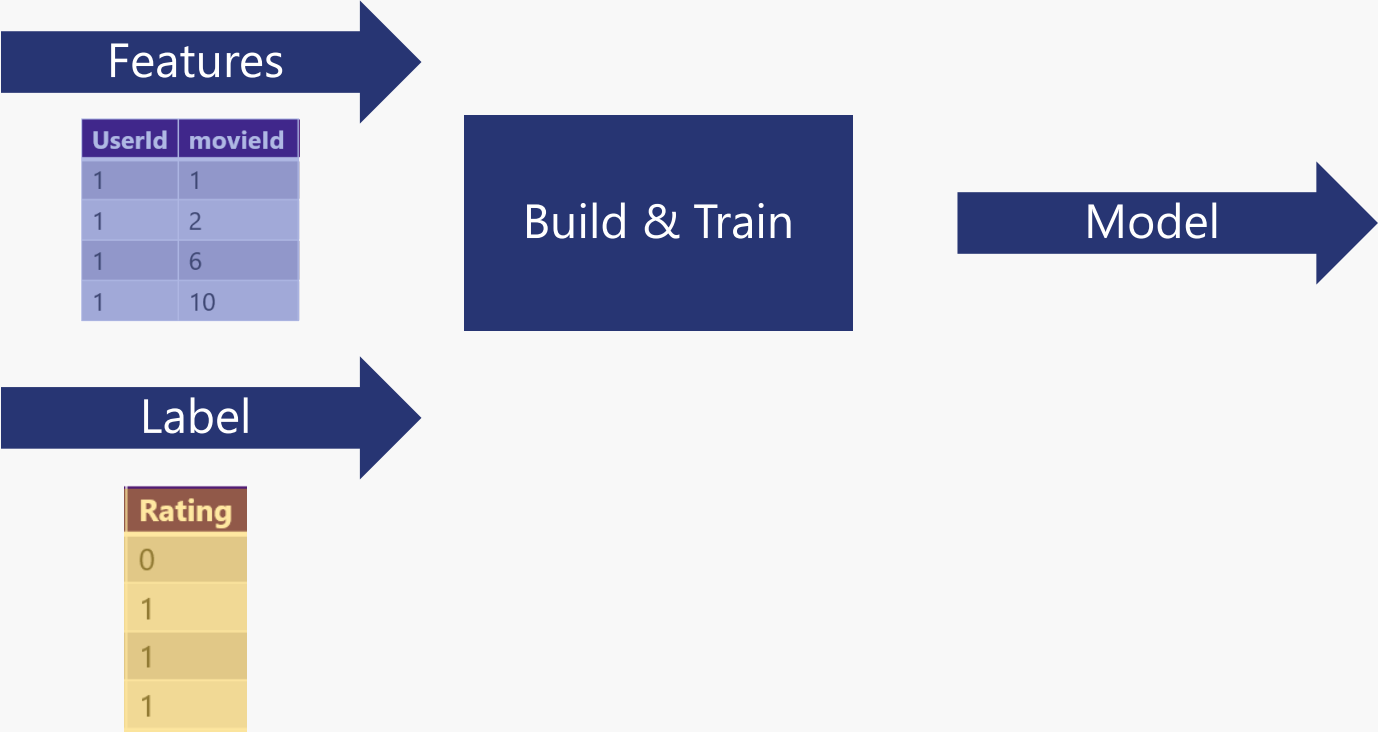 Features
UserId movieId
1 1
1 2
1 6
1 10
Build & Train
Model
Label
Rating
0
1
1
1